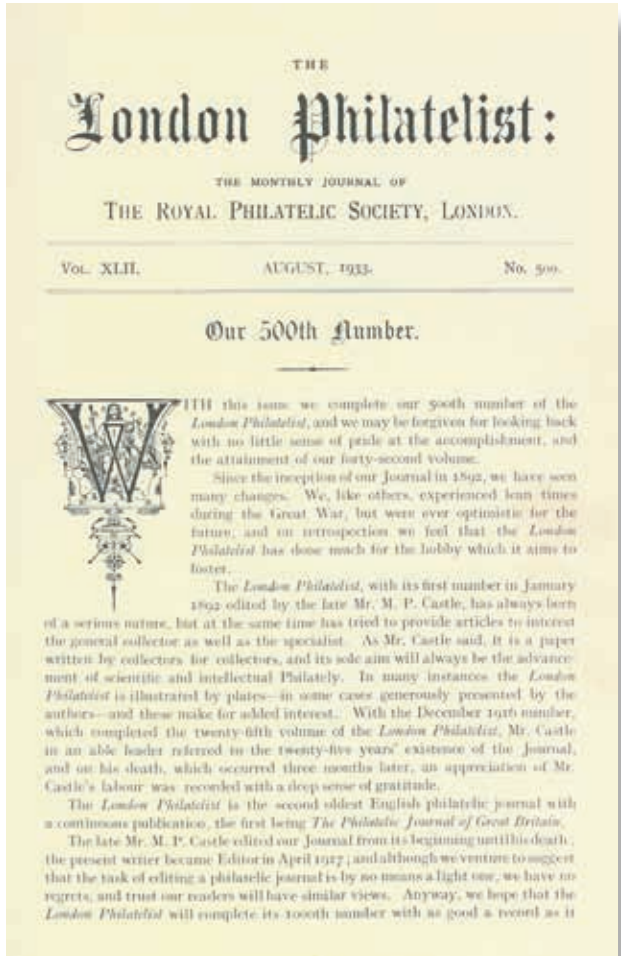 THE
London Philatelist:
THE MONTHLY JOURNAL OF
THE ROYAL PHILATELIC SOCIETY, LONDON.
VOL. XLII. AUGUST, 1933. No. 500.
Our 500th Number.
WITH this issue we complete our 500th number of the
London Philatelist, and we may be forgiven for looking back
with no little sense of pride at the accomplishment, and
the attainment of our forty-second volume.
Since the inception of our Journal in 1892, we have seen
many changes. We, like others, experienced lean times
during the Great War, but were ever optimistic for the
future, and on retrospection we feel that the London
Philatelist has done much for the hobby which it aims to
foster.
The London Philatelist, with its first number in January
1892 edited by the late Mr. M. P. Castle, has always been
of a serious nature, but at the same time has tried to provide articles to interest
the general collector as well as the specialist. As Mr. Castle said, it is a paper
written by collectors for collectors, and its sole aim will always be the advance-
ment of scientific and intellectual Philately. In many instances the London
Philatelist is illustrated by plates—in some cases generously presented by the
authors—and these make for added interest. With the December 1916 number,
which completed the twenty-fifth volume of the London Philatelist, Mr. Castle
in an able leader referred to the twenty-five years' existence of the Journal,
and on his death, which occurred three months later, an appreciation of Mr.
Castle's labour was recorded with a deep sense of gratitude.
The London Philatelist is the second oldest English philatelic journal with
a continuous publication, the first being The Philatelic Journal of Great Britain.
The late Mr. M. P. Castle edited our Journal from its beginning until his death;
the present writer became Editor in April 1917; and although we venture to suggest
that the task of editing a philatelic journal is by no means a light one, we have no
regrets, and trust our readers will have similar views. Anyway, we hope that the
London Philatelist will complete its 1000th number with as good a record as it